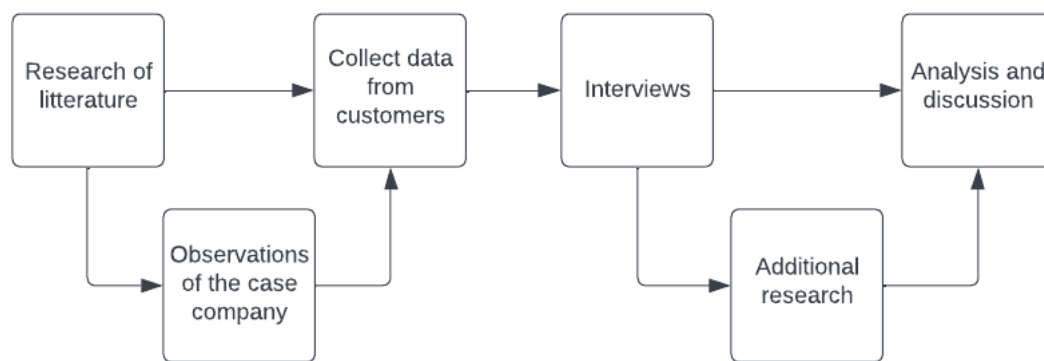 Research of
litterature
Collect data
from
customers
Interviews
Analysis and
discussion
Observations
of the case
company
Additional
research